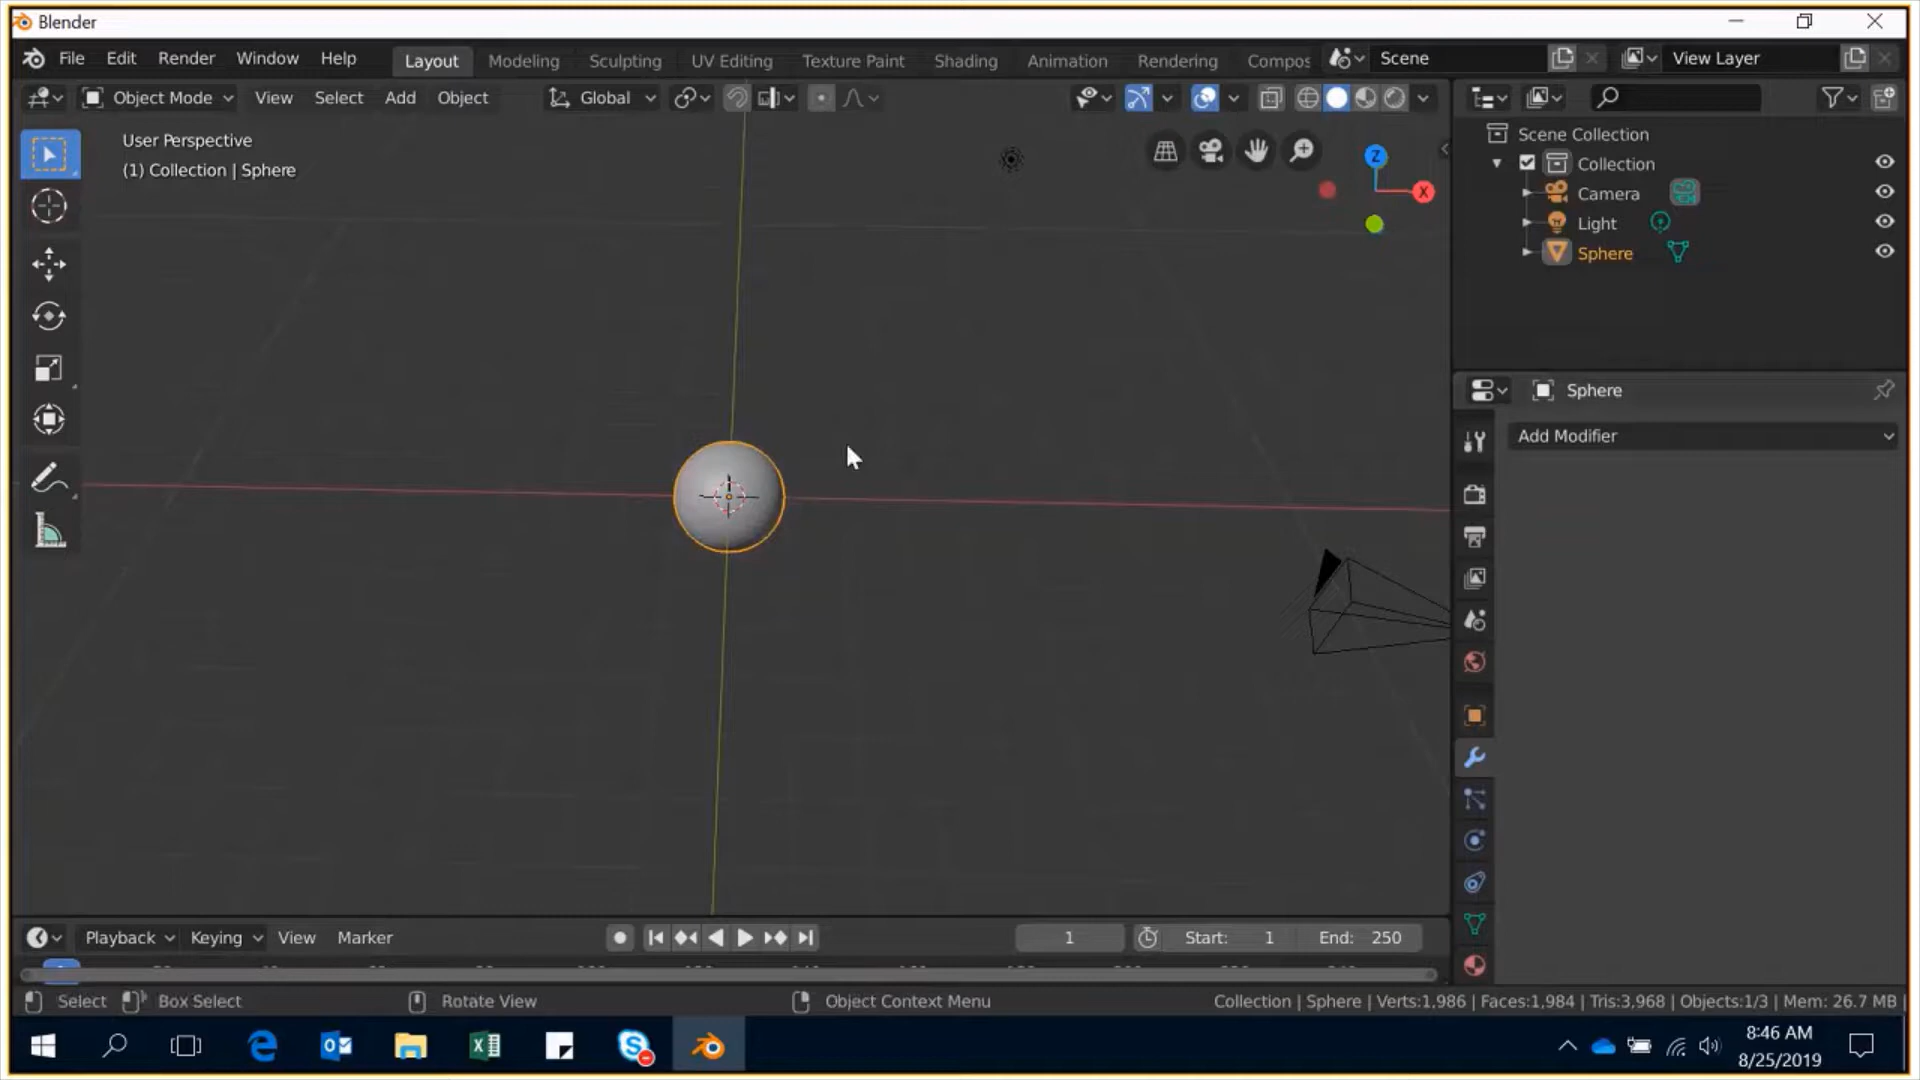 Blender
File Edit Render Window Help Layout Modeling Sculpting UV Editing Texture Paint Shading Animation Rendering Compos Scene View Layer
Object Mode View Select Add Object Global
User Perspective
(1) Collection | Sphere
Z
X
Scene Collection
Collection
Camera
Light
Sphere
Sphere
Add Modifier
Playback Keying View Marker 1 Start: 1 End: 250
Select Box Select Rotate View Object Context Menu Collection | Sphere | Verts:1,986 | Faces:1,984 | Tris:3,968 | Objects:1/3 | Mem: 26.7 MB
8:46 AM
8/25/2019